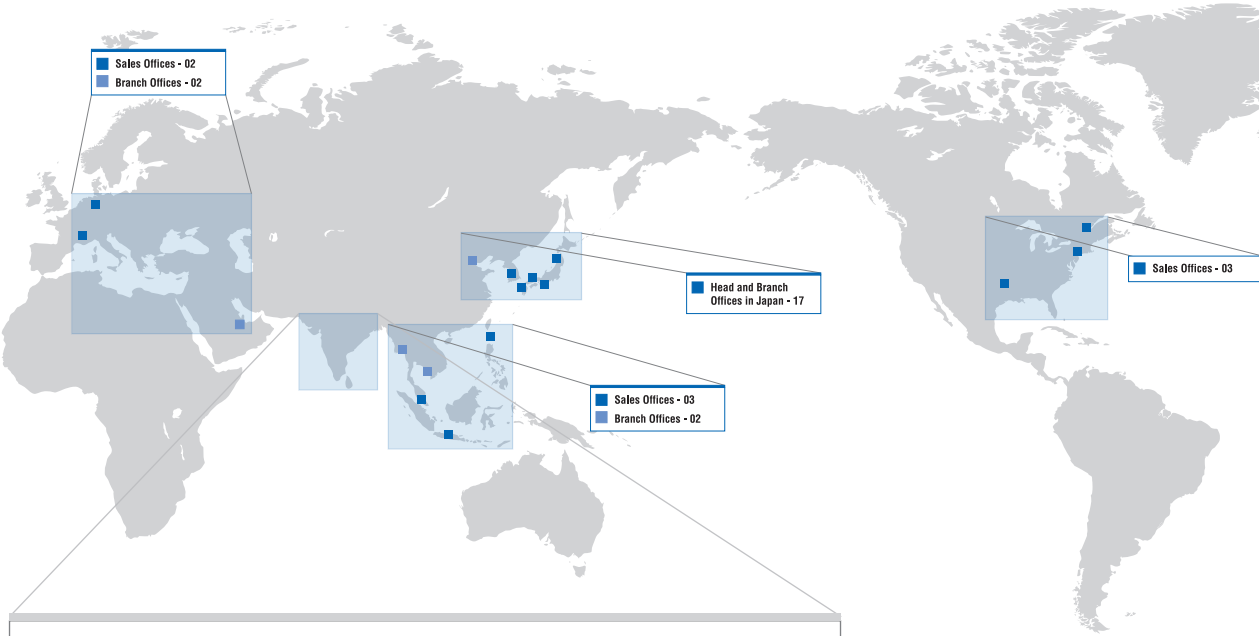 Sales Offices - 02
Branch Offices - 02
Head and Branch
Offices in Japan - 17
Sales Offices - 03
Sales Offices - 03
Branch Offices - 02